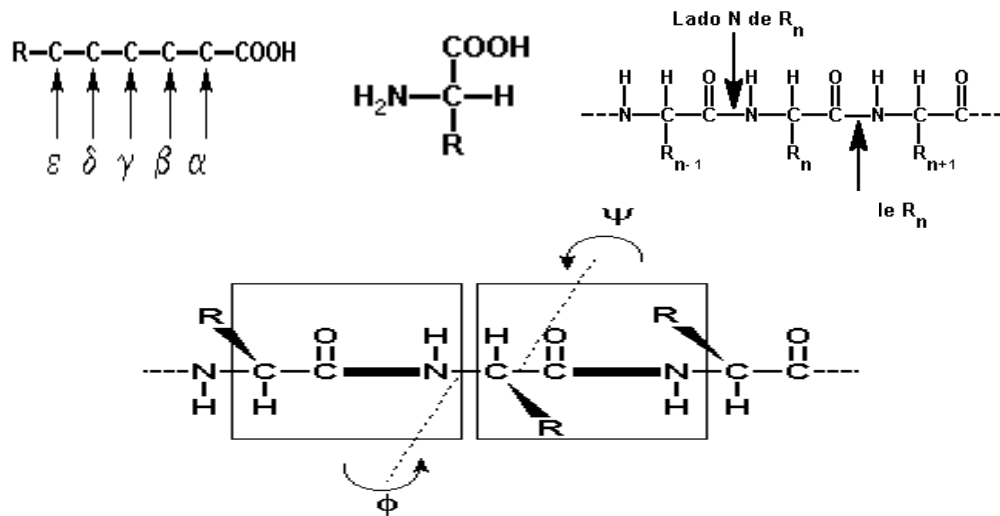 R-C-C-C-C-C-COOH
ε δ γ β α
COOH
H₂N-C-H
R
Lado N de Rₙ
H H O H H O H H O
----N-C-C-N-C-C-N-C-C----
Rₙ₋₁ Rₙ Rₙ₊₁
le Rₙ
Ψ
R O H H O R O
----N-C-C-N-C-C-N-C-C----
H H R H H
ϕ